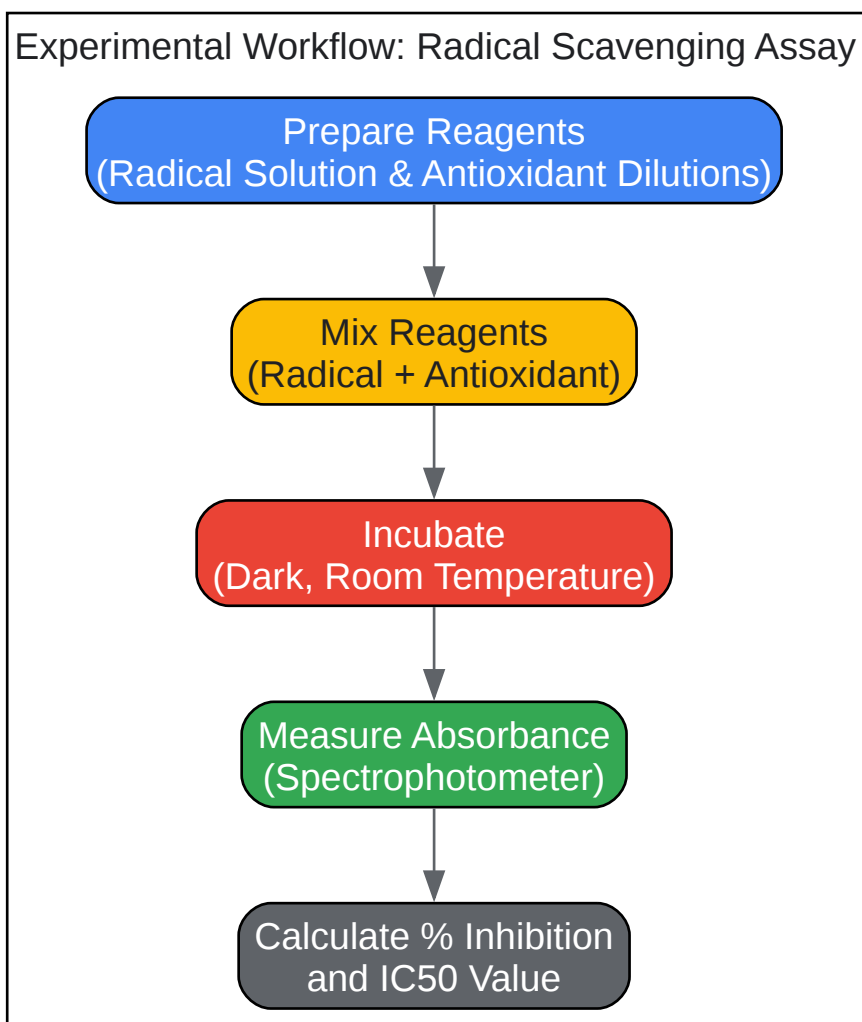 Experimental Workflow: Radical Scavenging Assay
Prepare Reagents
(Radical Solution & Antioxidant Dilutions)
Mix Reagents
(Radical + Antioxidant)
Incubate
(Dark, Room Temperature)
Measure Absorbance
(Spectrophotometer)
Calculate % Inhibition
and IC50 Value